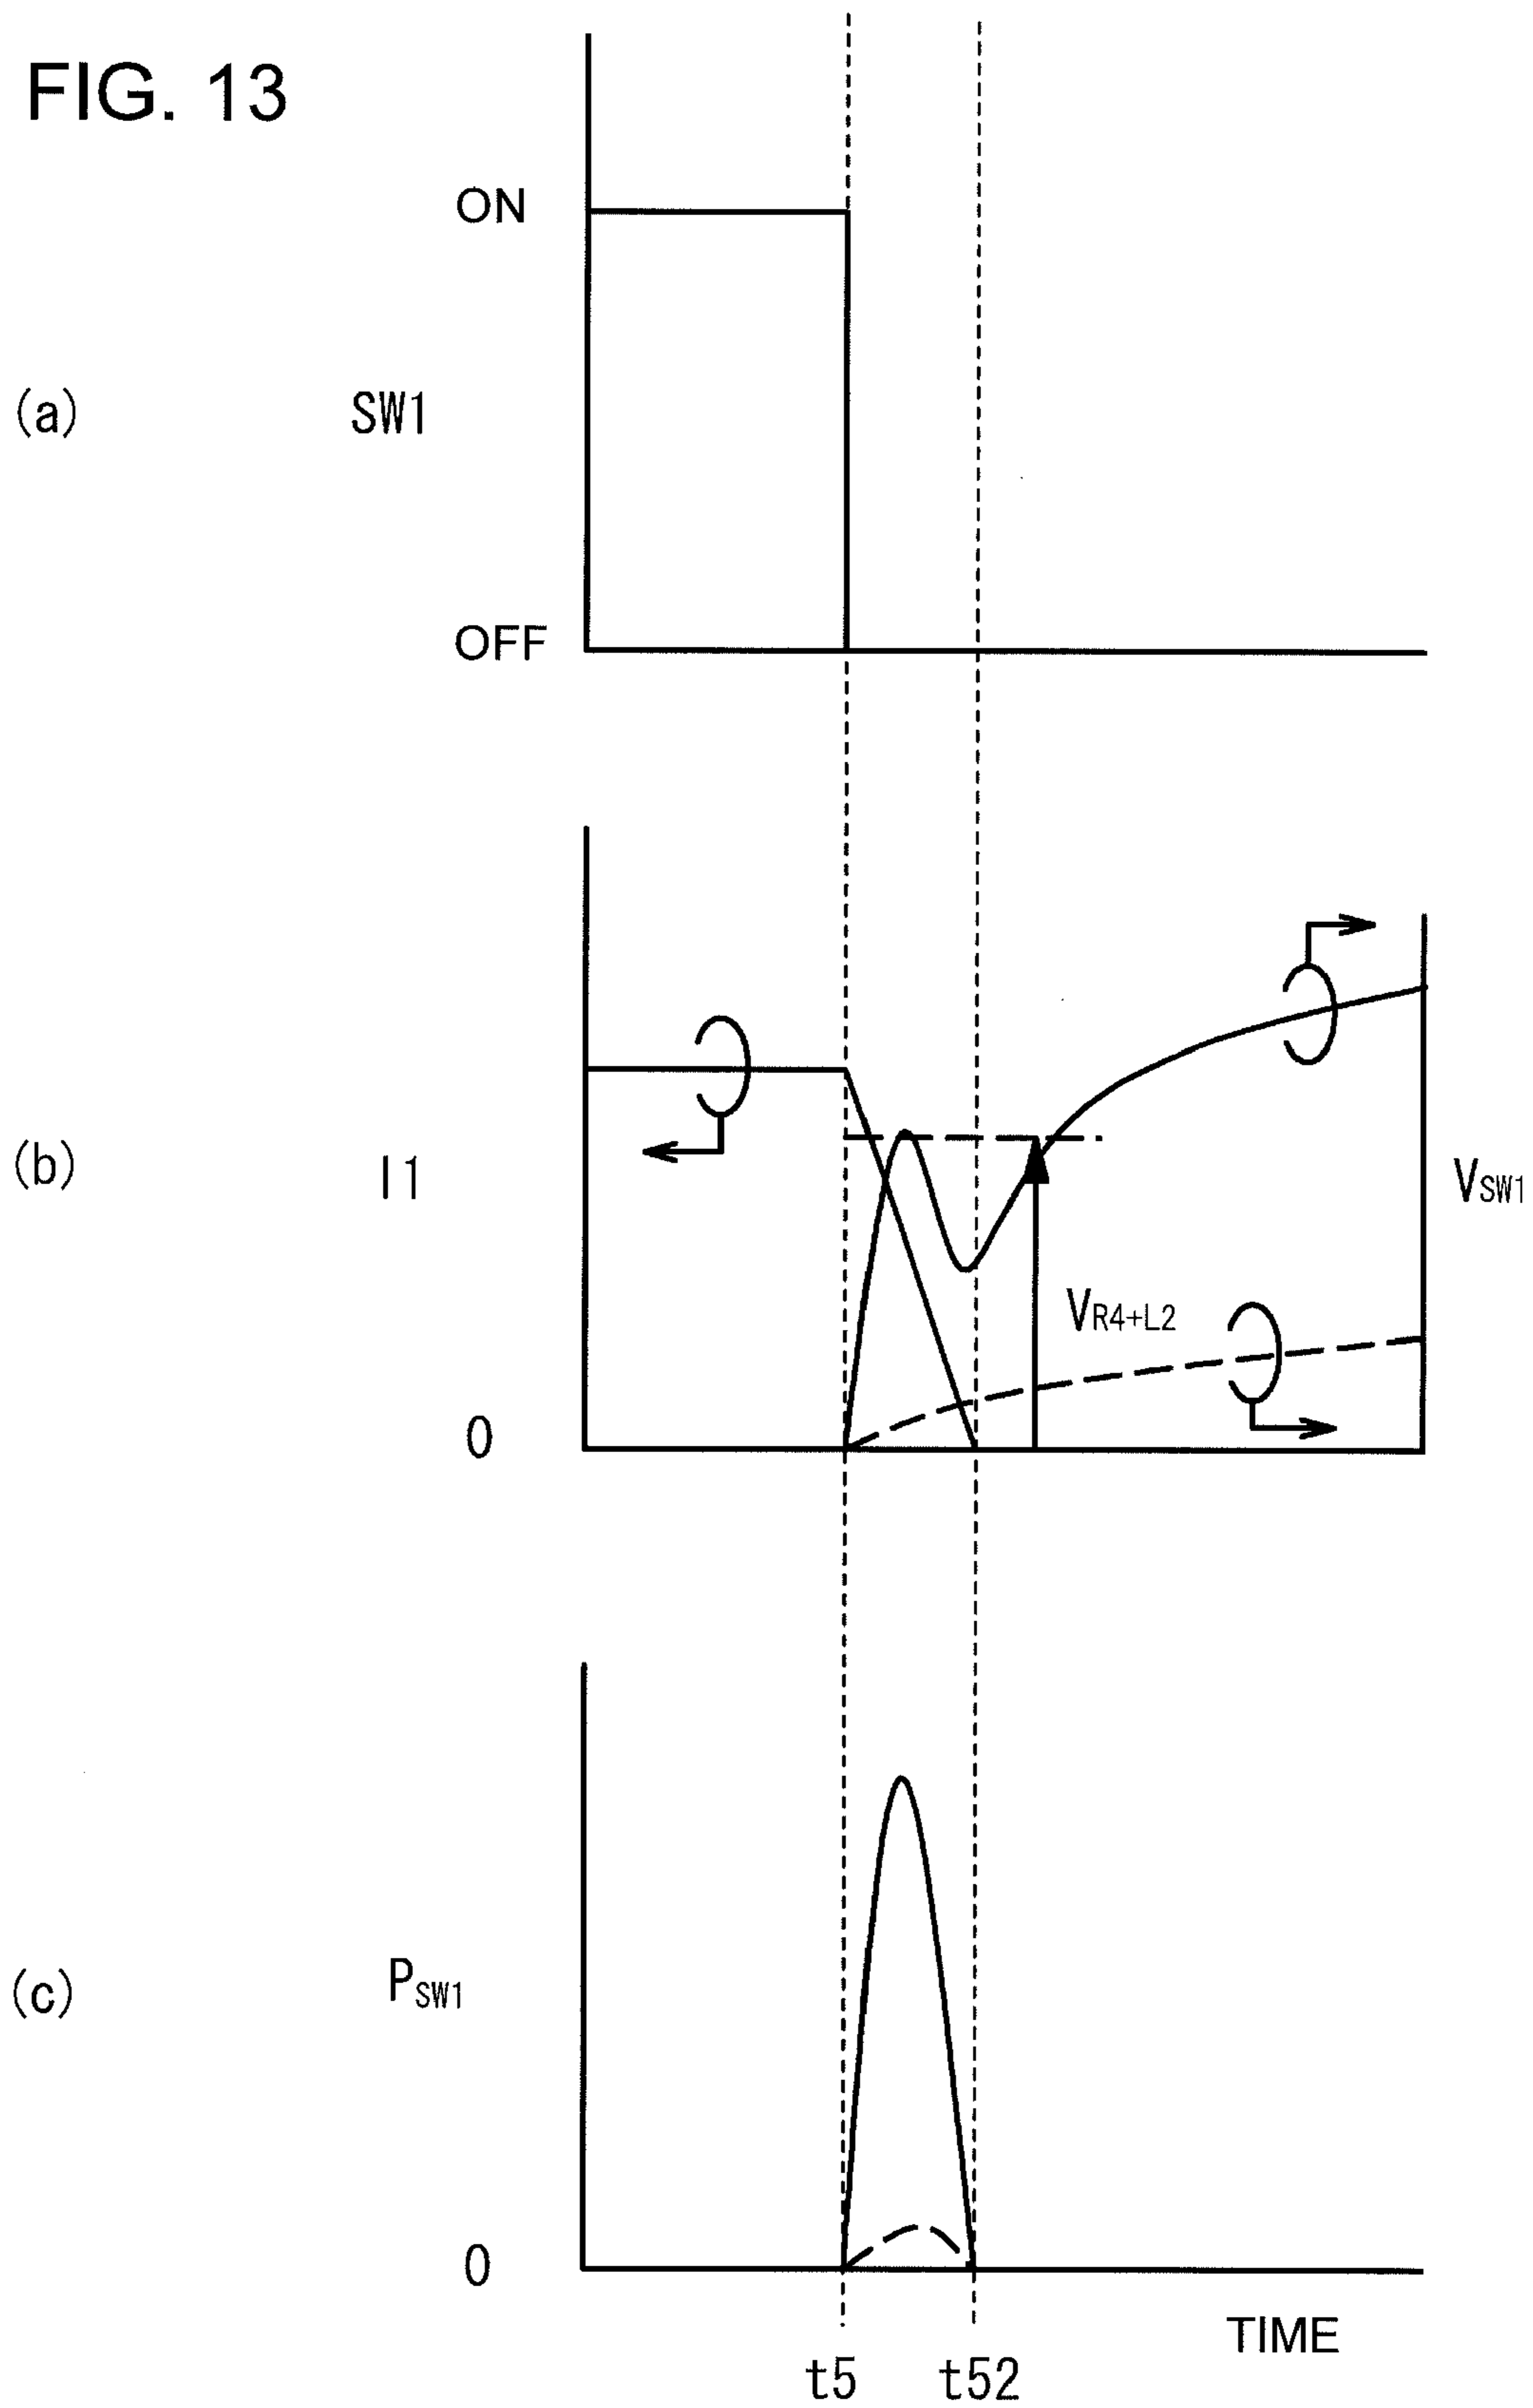 FIG. 13
ON
(a)
SW1
OFF
(b)
I1
VSW1
VR4+L2
0
(c)
PSW1
0
TIME
t5
t52